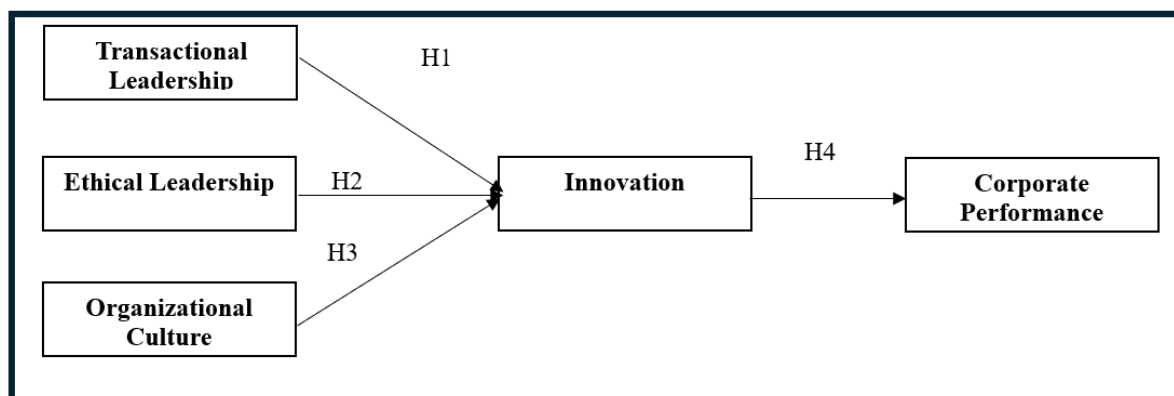 Transactional
Leadership
H1
Ethical Leadership
H2
Innovation
H4
Corporate
Performance
H3
Organizational
Culture